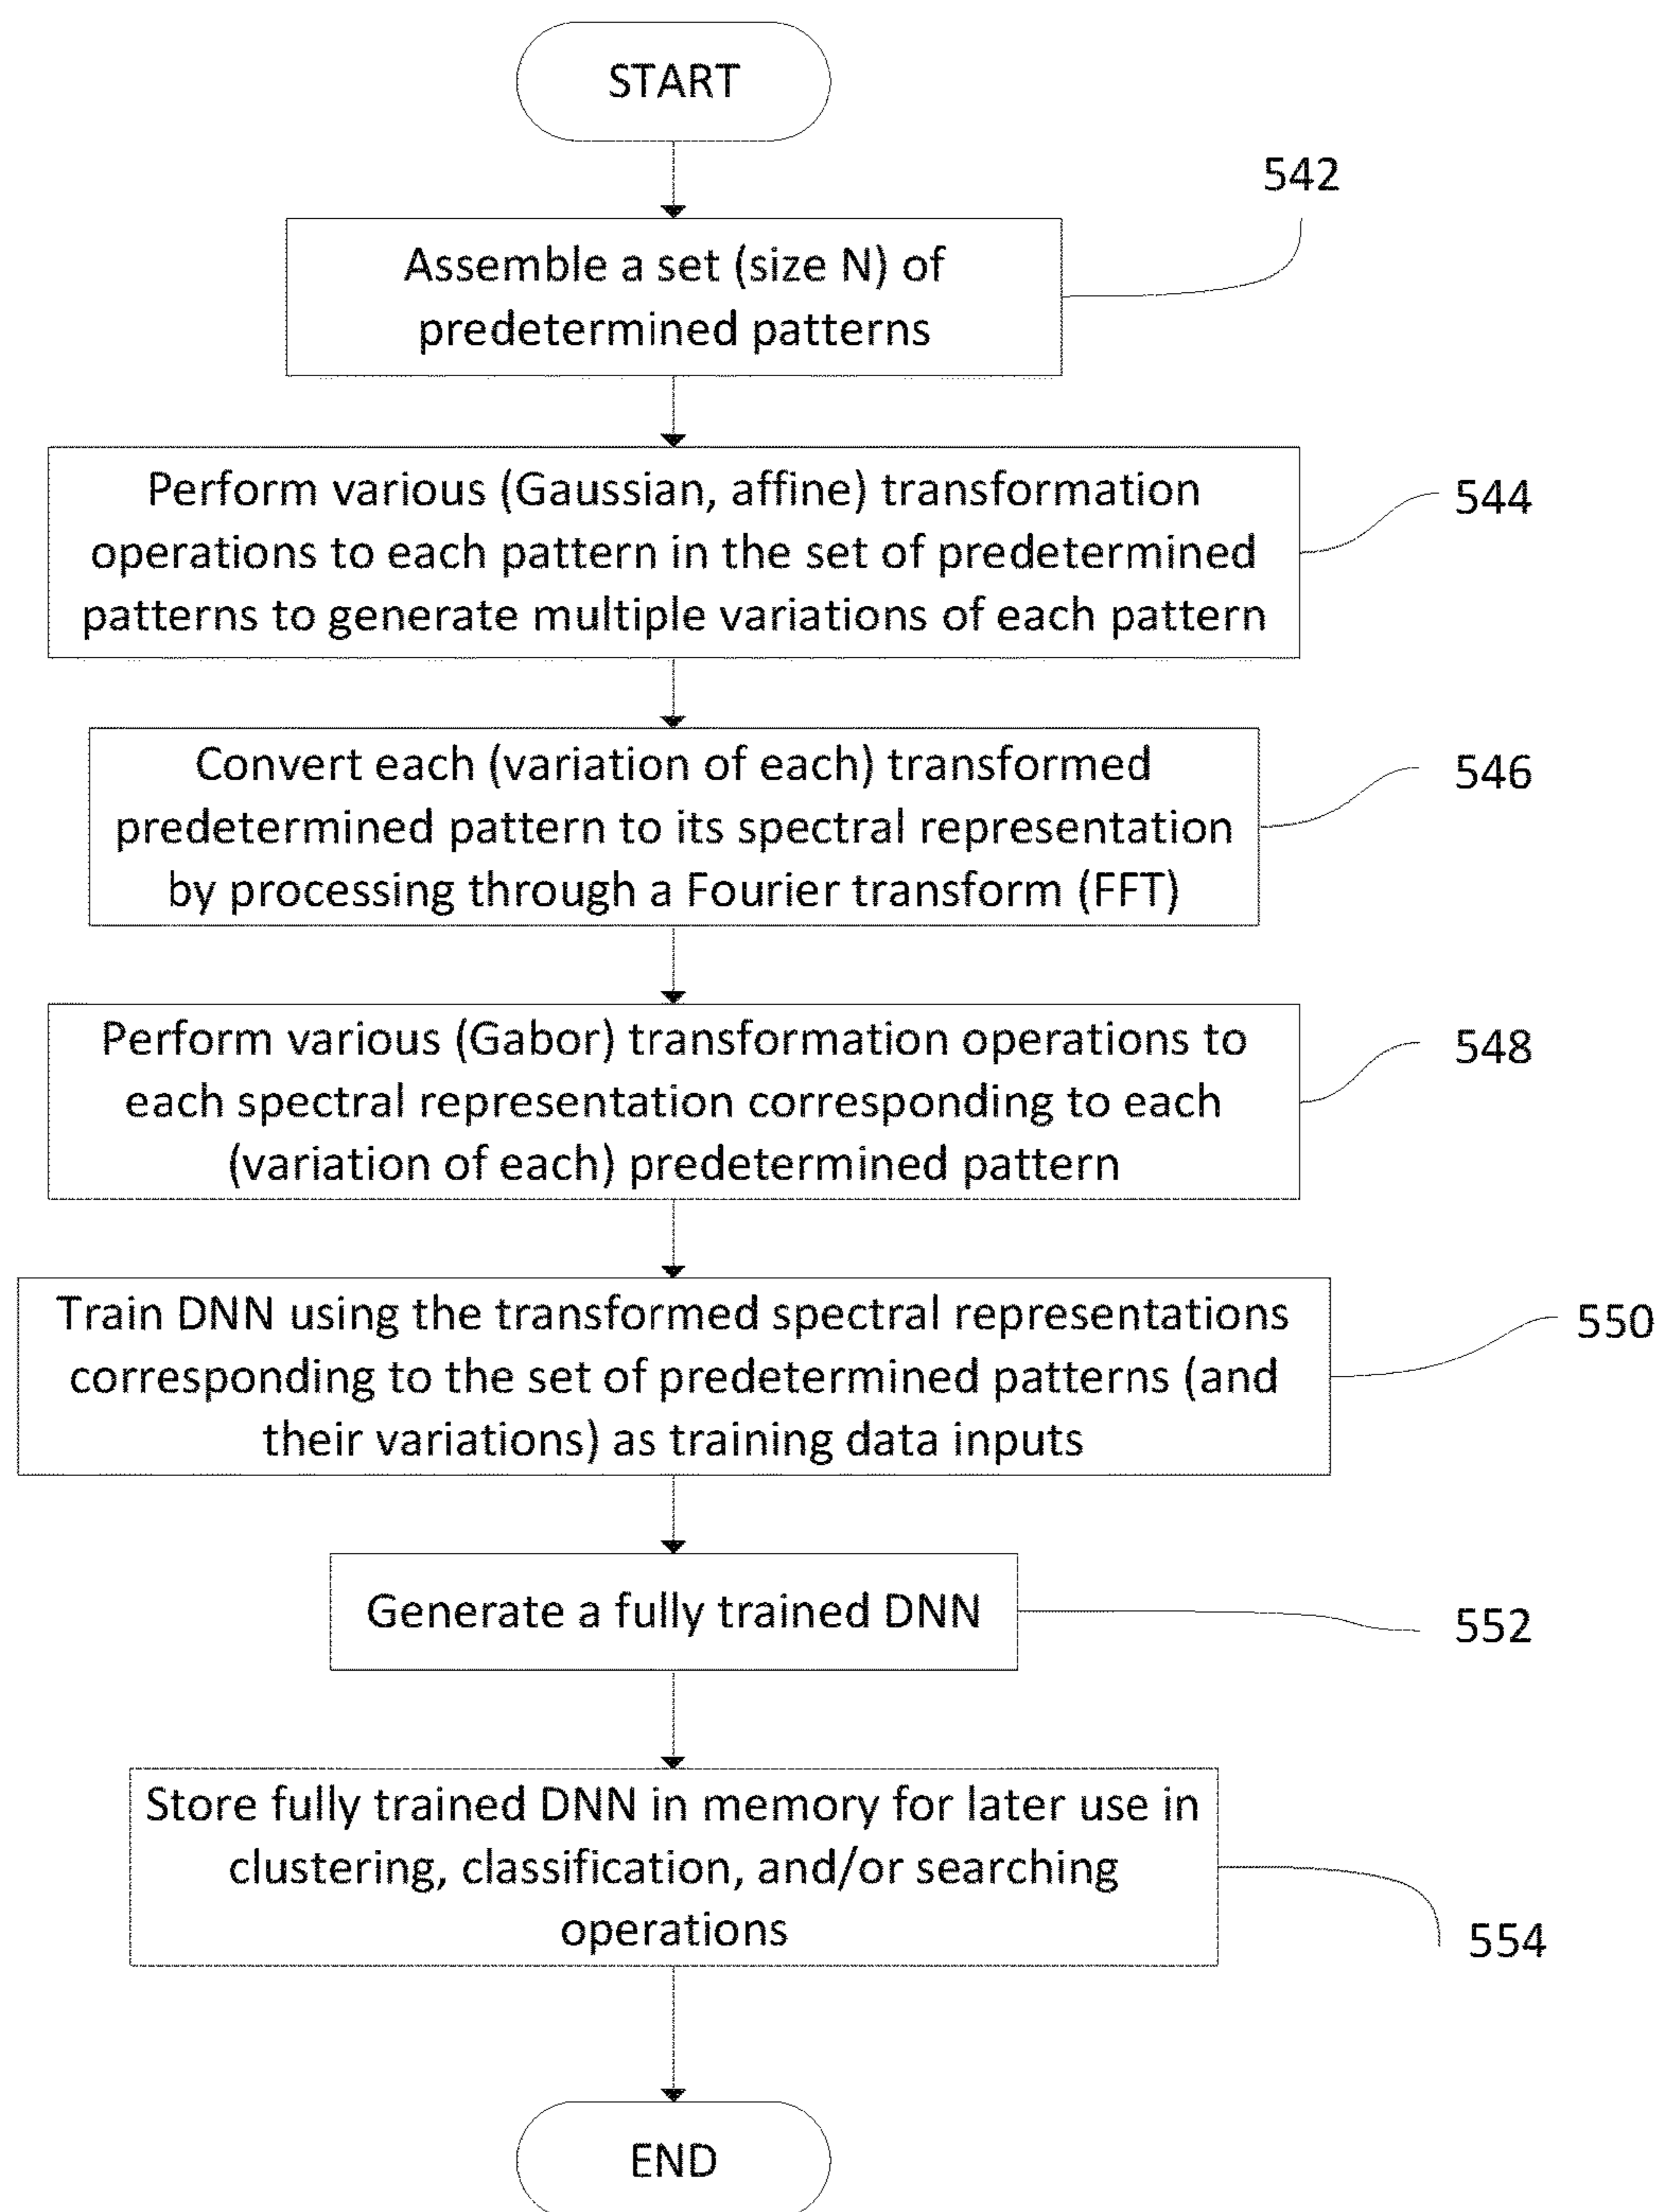 START
542
Assemble a set (size N) of
predetermined patterns
Perform various (Gaussian, affine) transformation
operations to each pattern in the set of predetermined
patterns to generate multiple variations of each pattern
544
Convert each (variation of each) transformed
predetermined pattern to its spectral representation
by processing through a Fourier transform (FFT)
546
Perform various (Gabor) transformation operations to
each spectral representation corresponding to each
(variation of each) predetermined pattern
548
Train DNN using the transformed spectral representations
corresponding to the set of predetermined patterns (and
their variations) as training data inputs
550
Generate a fully trained DNN
552
Store fully trained DNN in memory for later use in
clustering, classification, and/or searching
operations
554
END